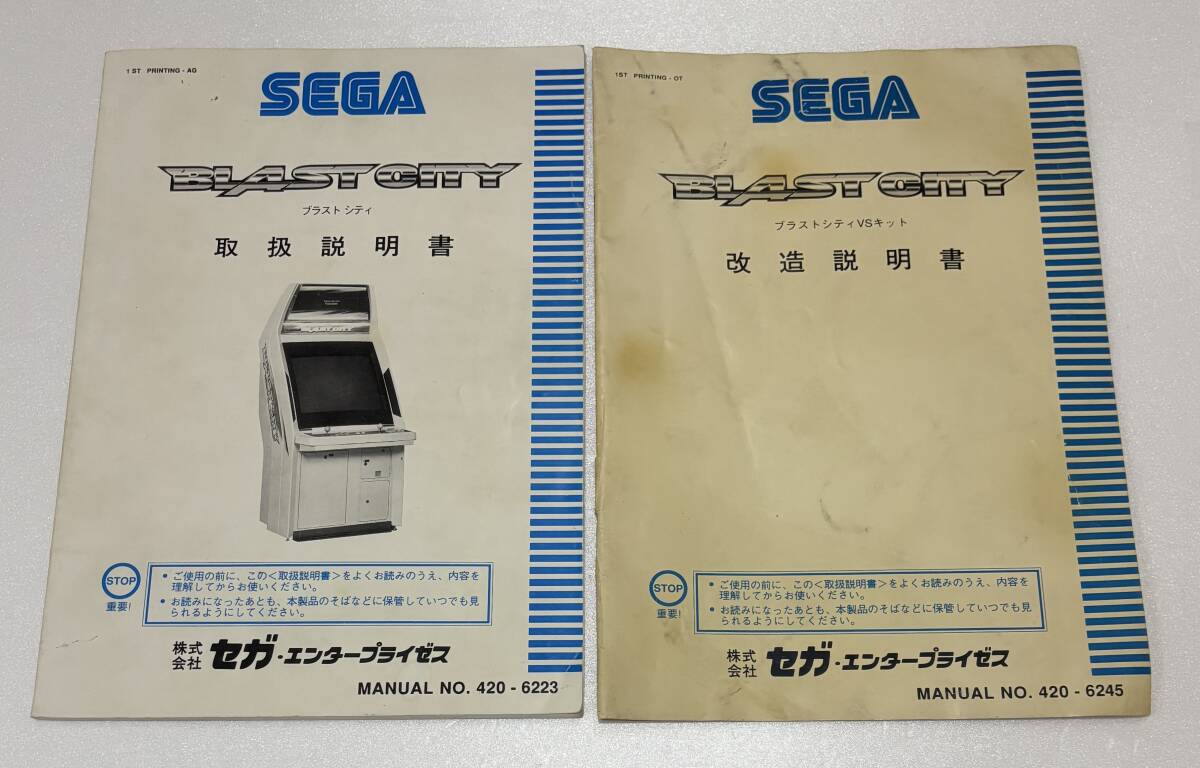 1 ST PRINTING - AG
SEGA
BLAST CITY
ブラスト シティ
取扱説明書
BLAST CITY
STOP
重要!
• ご使用の前に、この<取扱説明書>をよくお読みのうえ、内容を
理解してからお使いください。
• お読みになったあとも、本製品のそばなどに保管していつでも見
られるようにしてください。
株式
会社
セガ・エンタープライゼス
MANUAL NO. 420 - 6223
1ST PRINTING - OT
SEGA
BLAST CITY
ブラストシティVSキット
改造説明書
STOP
重要!
• ご使用の前に、この<取扱説明書>をよくお読みのうえ、内容を
理解してからお使いください。
• お読みになったあとも、本製品のそばなどに保管していつでも見
られるようにしてください。
株式
会社
セガ・エンタープライゼス
MANUAL NO. 420 - 6245